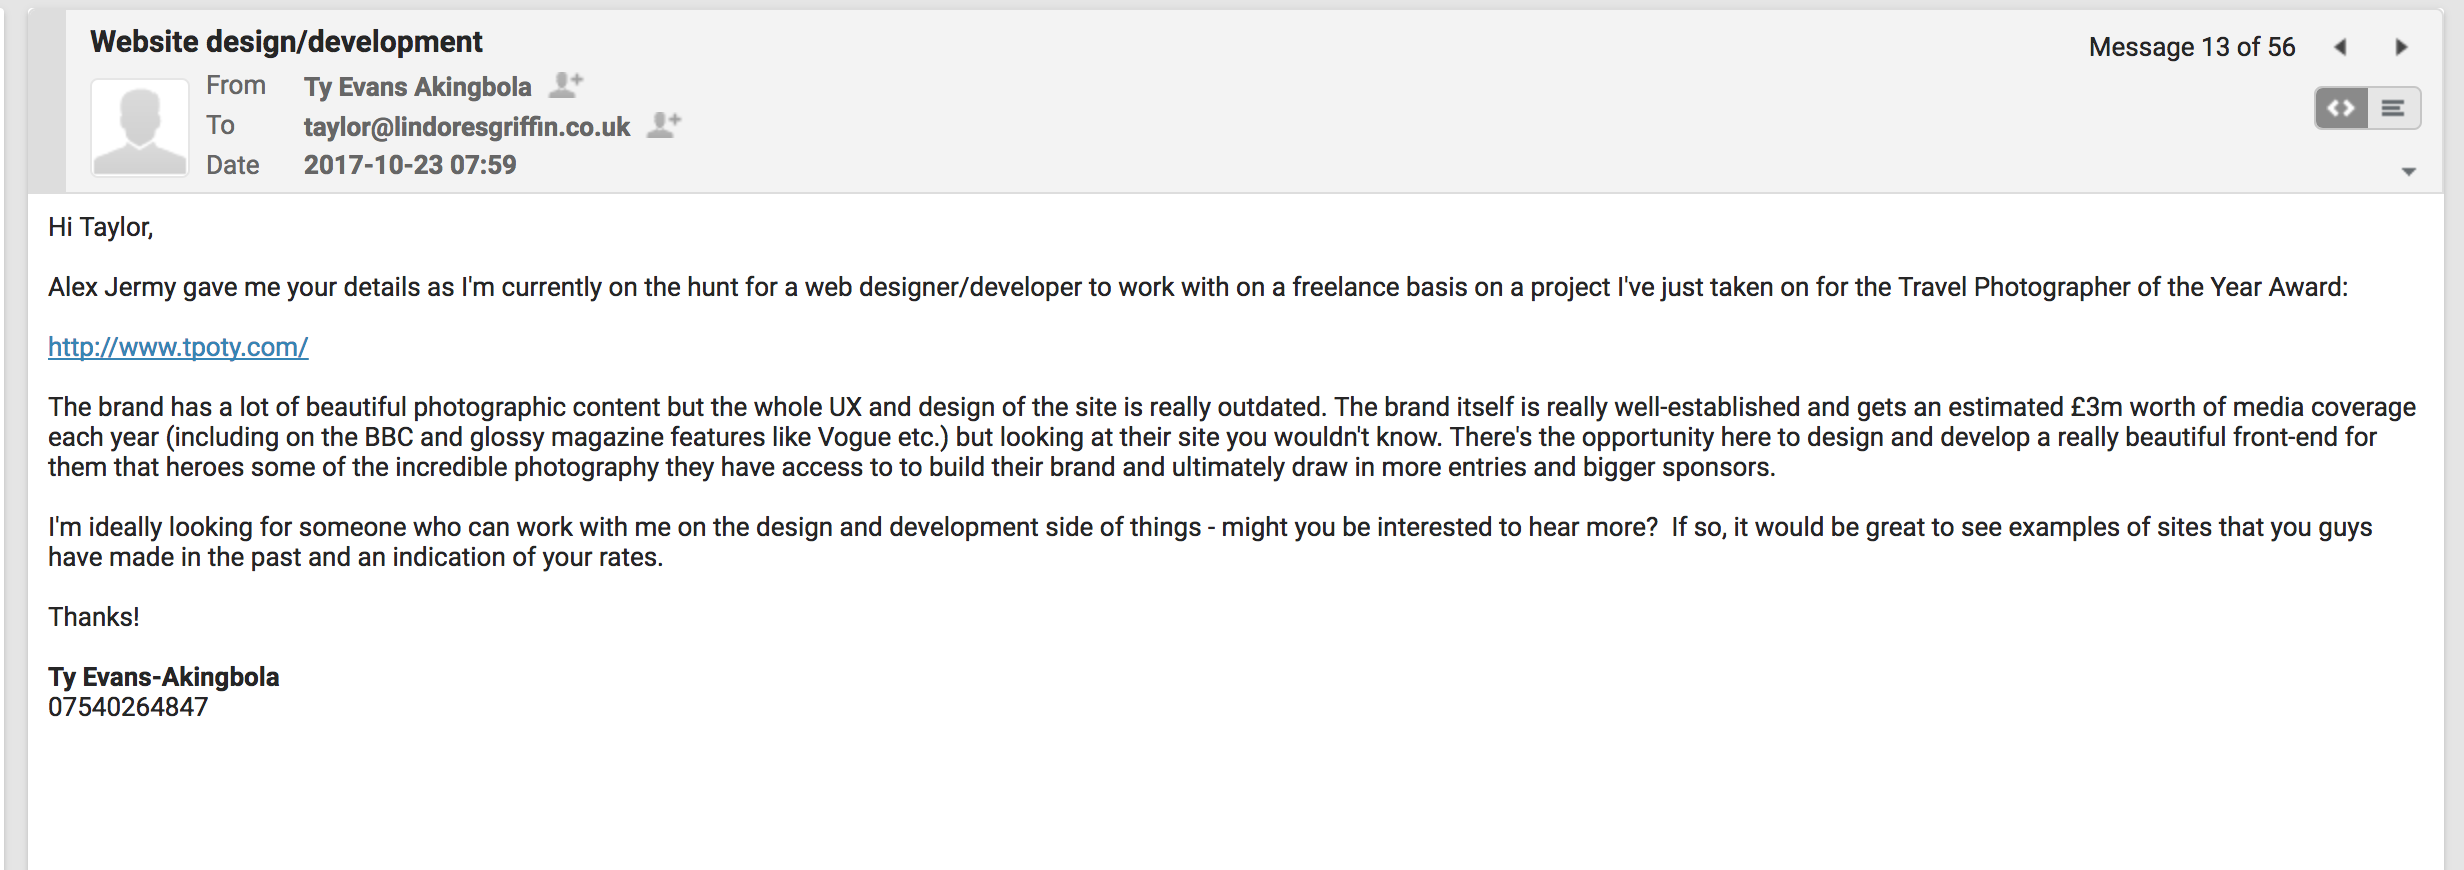 Website design/development
Message 13 of 56
From Ty Evans Akingbola
To taylor@lindoresgriffin.co.uk
Date 2017-10-23 07:59
Hi Taylor,
Alex Jermy gave me your details as I'm currently on the hunt for a web designer/developer to work with on a freelance basis on a project I've just taken on for the Travel Photographer of the Year Award:
http://www.tpoty.com/
The brand has a lot of beautiful photographic content but the whole UX and design of the site is really outdated. The brand itself is really well-established and gets an estimated £3m worth of media coverage
each year (including on the BBC and glossy magazine features like Vogue etc.) but looking at their site you wouldn't know. There's the opportunity here to design and develop a really beautiful front-end for
them that heroes some of the incredible photography they have access to to build their brand and ultimately draw in more entries and bigger sponsors.
I'm ideally looking for someone who can work with me on the design and development side of things - might you be interested to hear more?  If so, it would be great to see examples of sites that you guys
have made in the past and an indication of your rates.
Thanks!
Ty Evans-Akingbola
07540264847